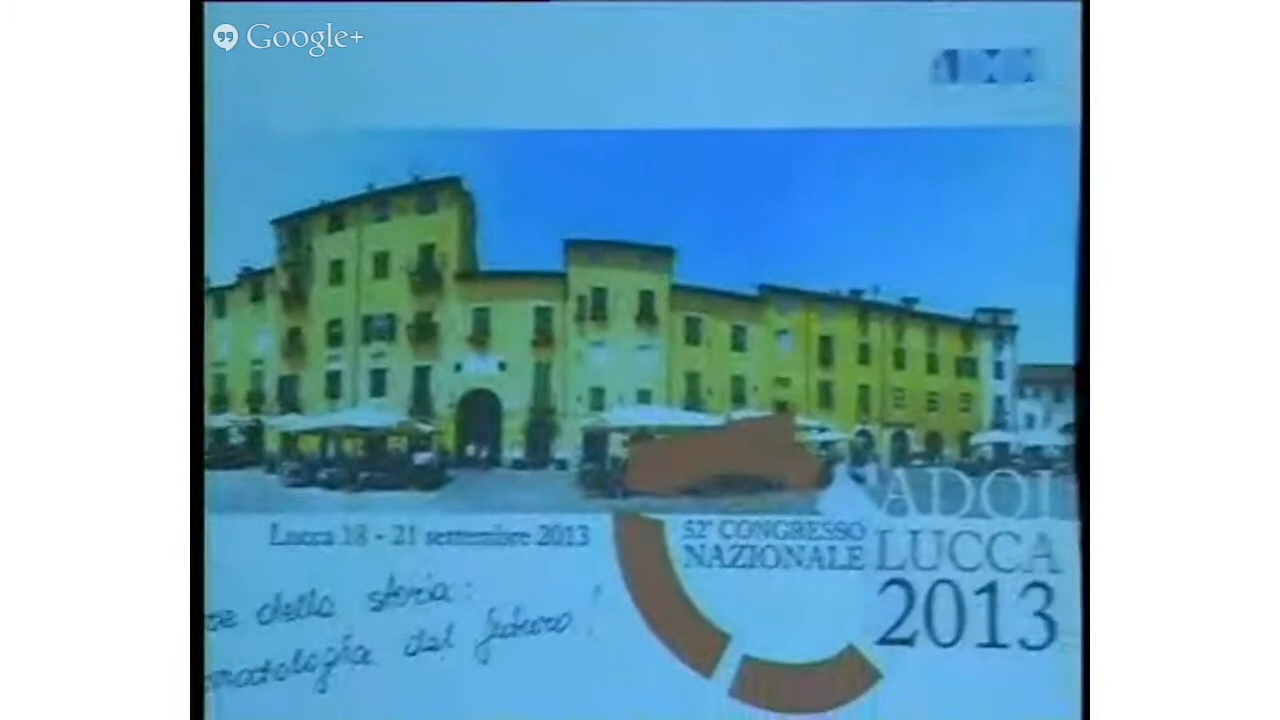 Google+
Lucca 18 - 21 settembre 2013
52° CONGRESSO
NAZIONALE
ADOI
LUCCA
2013
della storia:
del futuro!